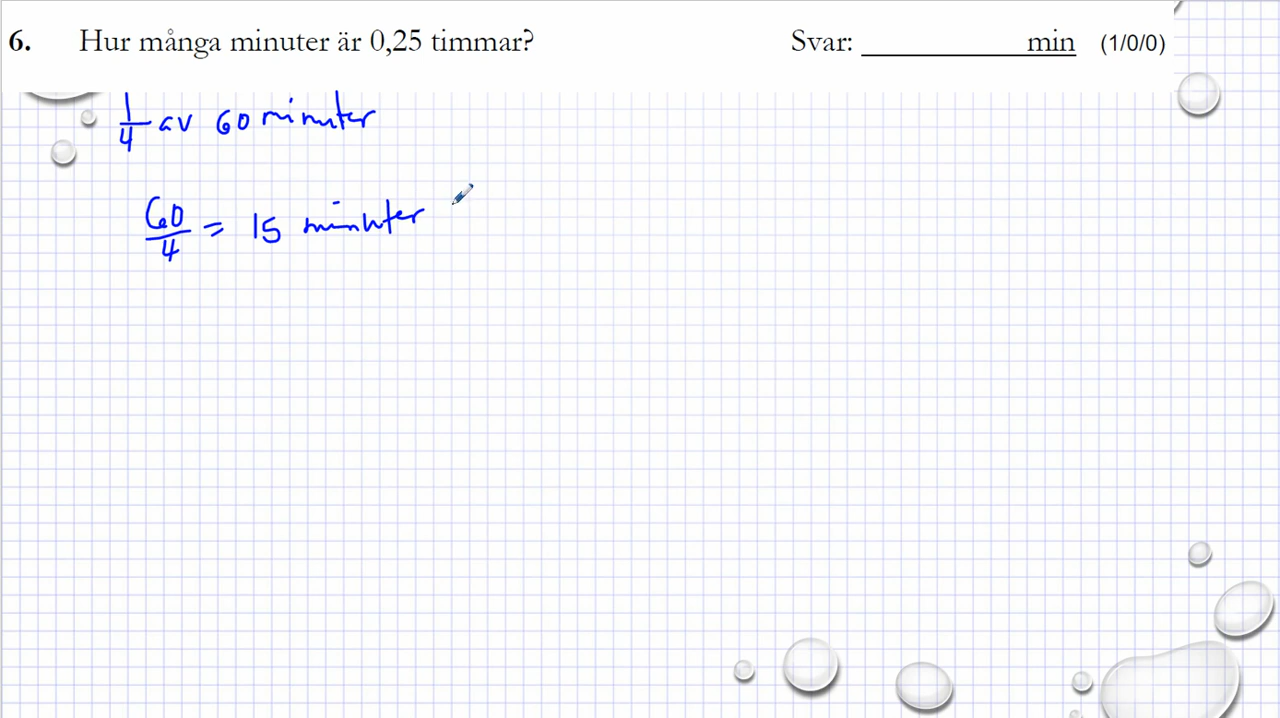 6. Hur många minuter är 0,25 timmar? Svar: ____________ min (1/0/0)
1/4 av 60 minuter
60/4 = 15 minuter